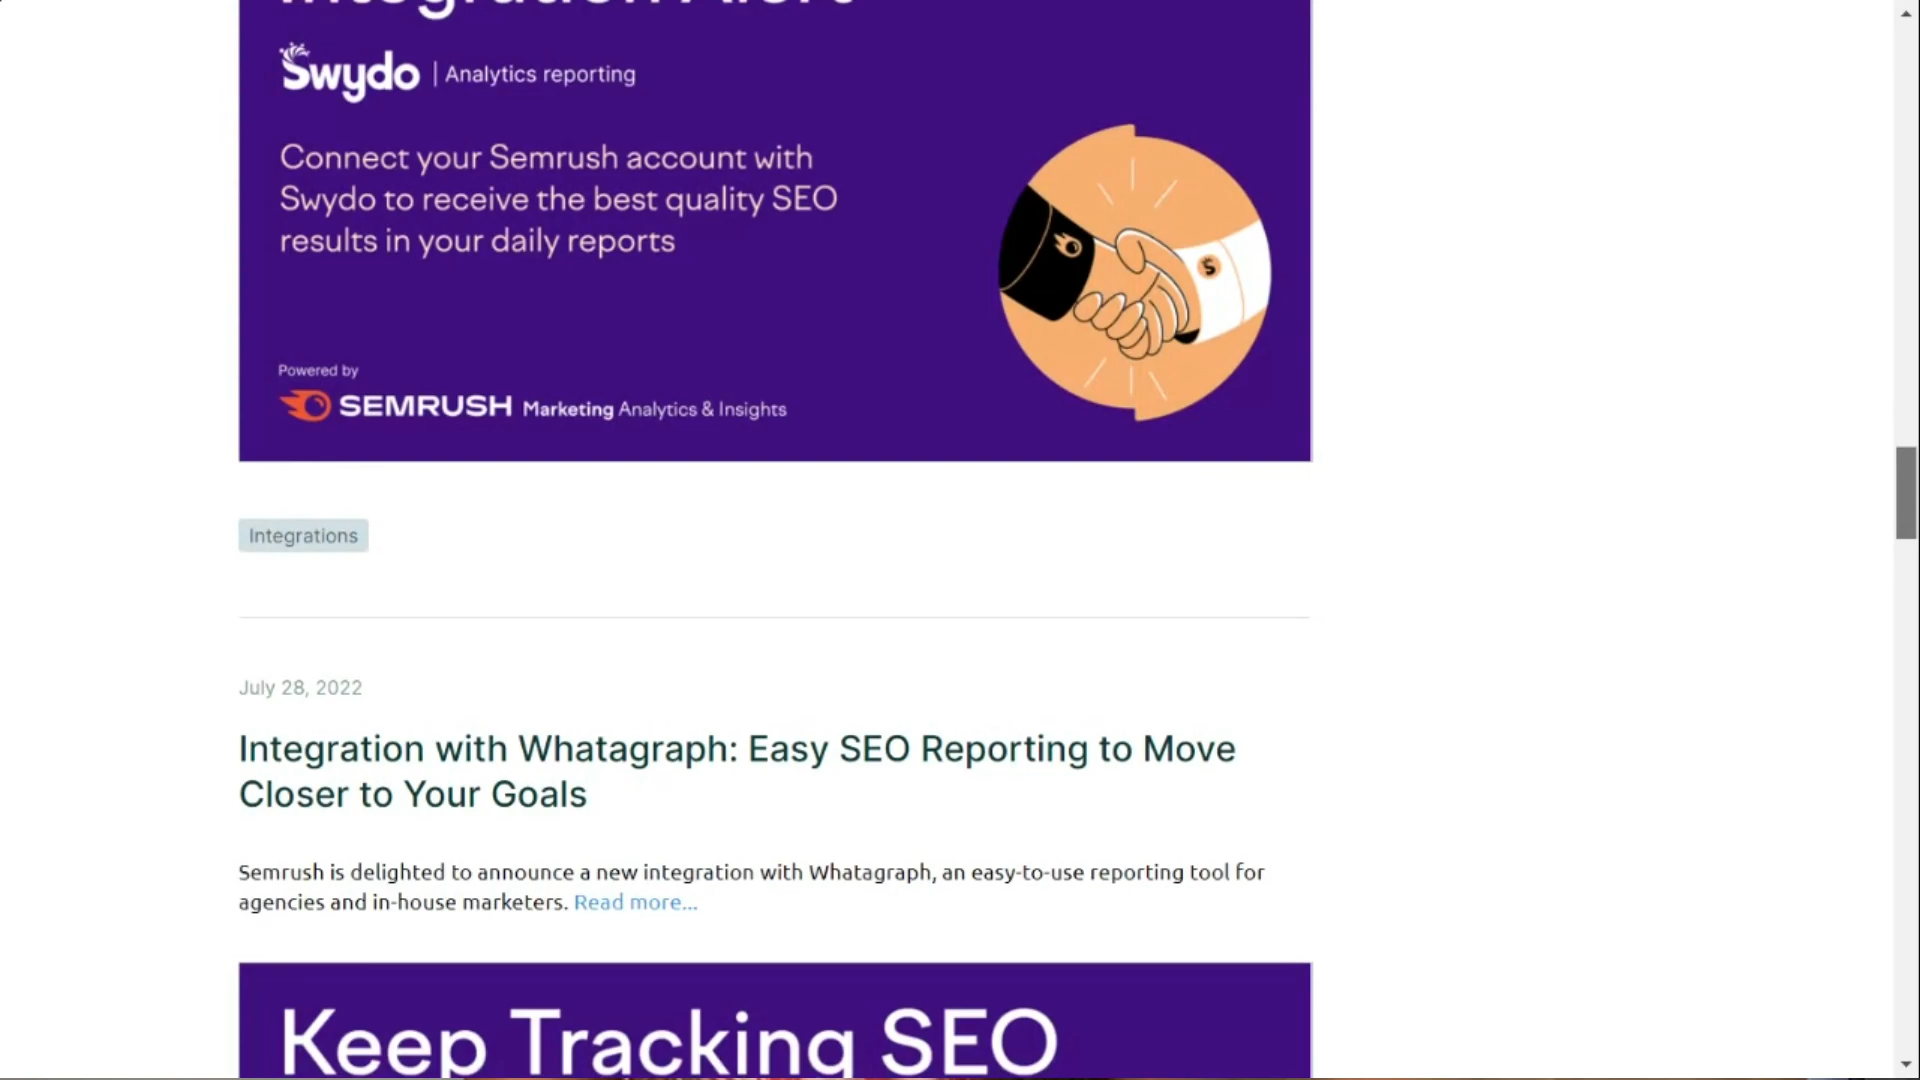 Integration Alert
Swydo | Analytics reporting
Connect your Semrush account with
Swydo to receive the best quality SEO
results in your daily reports
Powered by
SEMRUSH Marketing Analytics & Insights
Integrations
July 28, 2022
Integration with Whatagraph: Easy SEO Reporting to Move
Closer to Your Goals
Semrush is delighted to announce a new integration with Whatagraph, an easy-to-use reporting tool for
agencies and in-house marketers. Read more...
Keep Tracking SEO